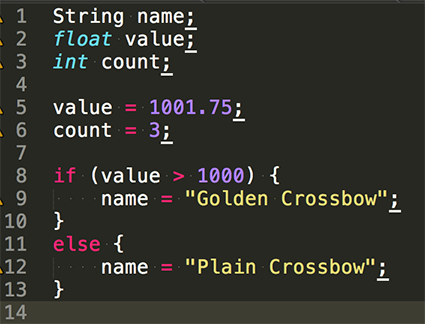 1 String name;
2 float value;
3 int count;
4
5 value = 1001.75;
6 count = 3;
7
8 if (value > 1000) {
9     name = "Golden Crossbow";
10 }
11 else {
12     name = "Plain Crossbow";
13 }
14